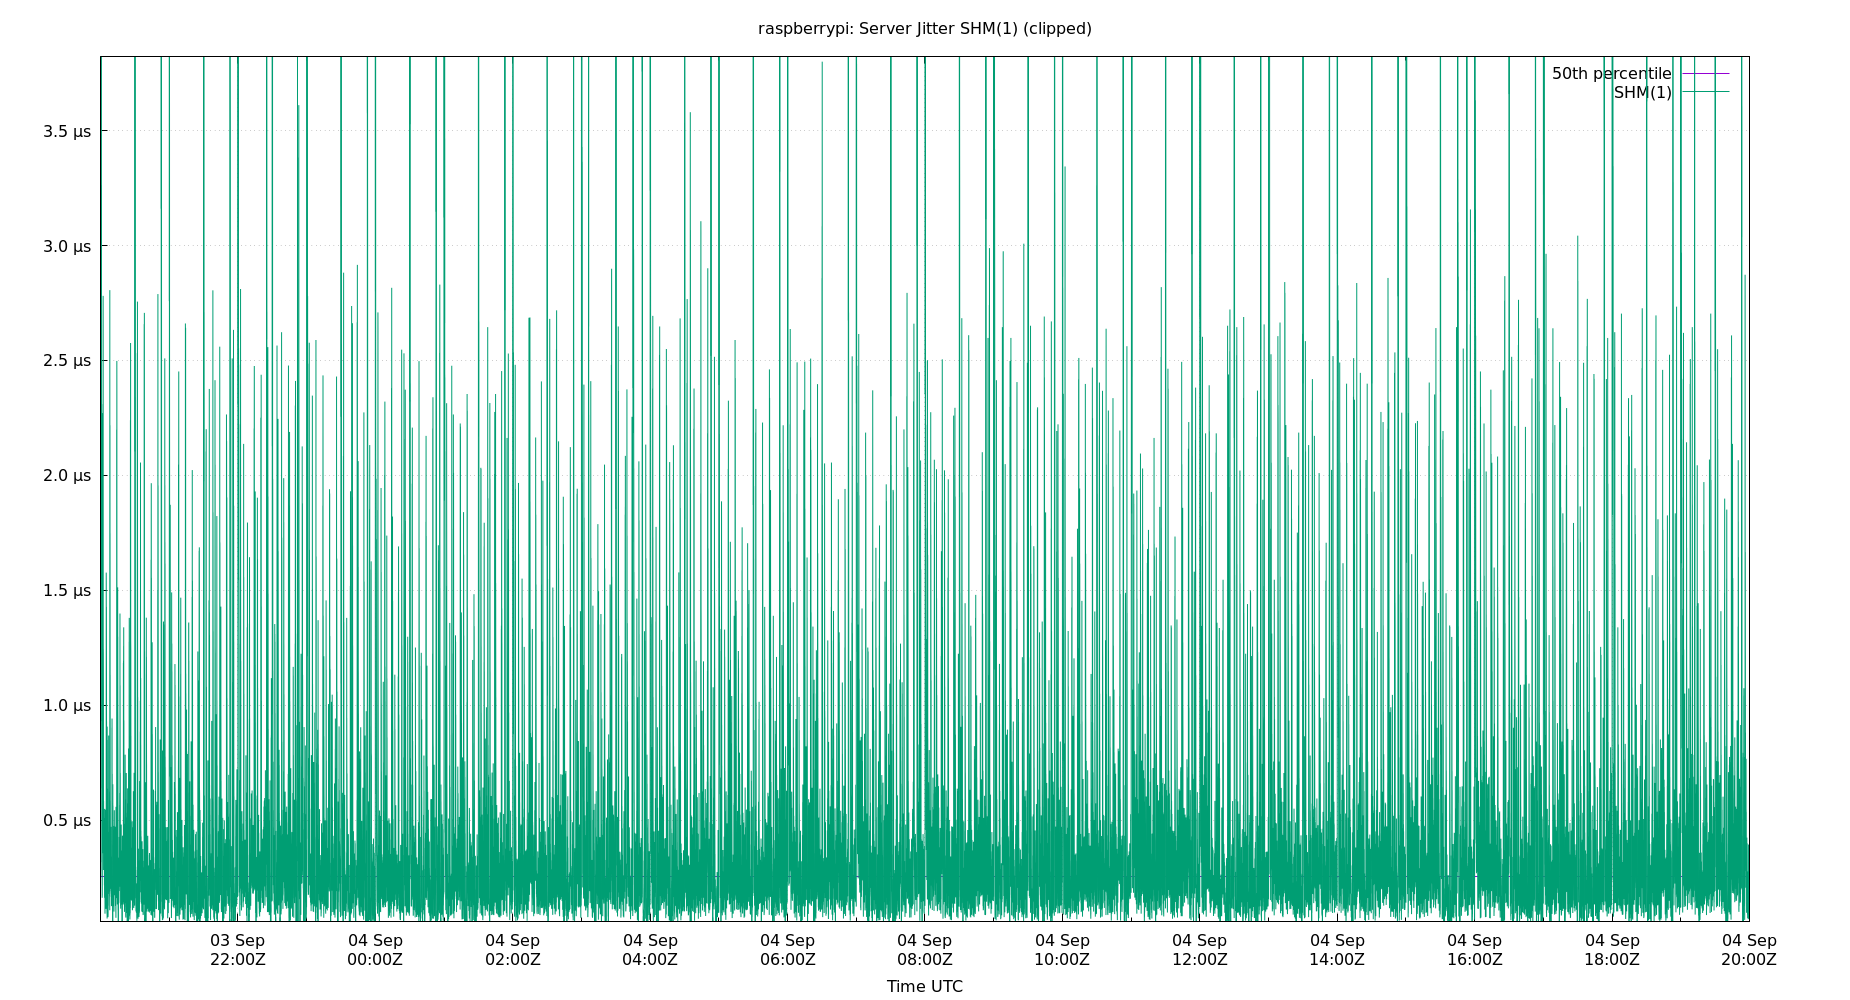 raspberrypi: Server Jitter SHM(1) (clipped)
50th percentile
SHM(1)
3.5 μs
3.0 μs
2.5 μs
2.0 μs
1.5 μs
1.0 μs
0.5 μs
03 Sep 04 Sep 04 Sep 04 Sep 04 Sep 04 Sep 04 Sep 04 Sep 04 Sep 04 Sep 04 Sep 04 Sep
22:00Z 00:00Z 02:00Z 04:00Z 06:00Z 08:00Z 10:00Z 12:00Z 14:00Z 16:00Z 18:00Z 20:00Z
Time UTC